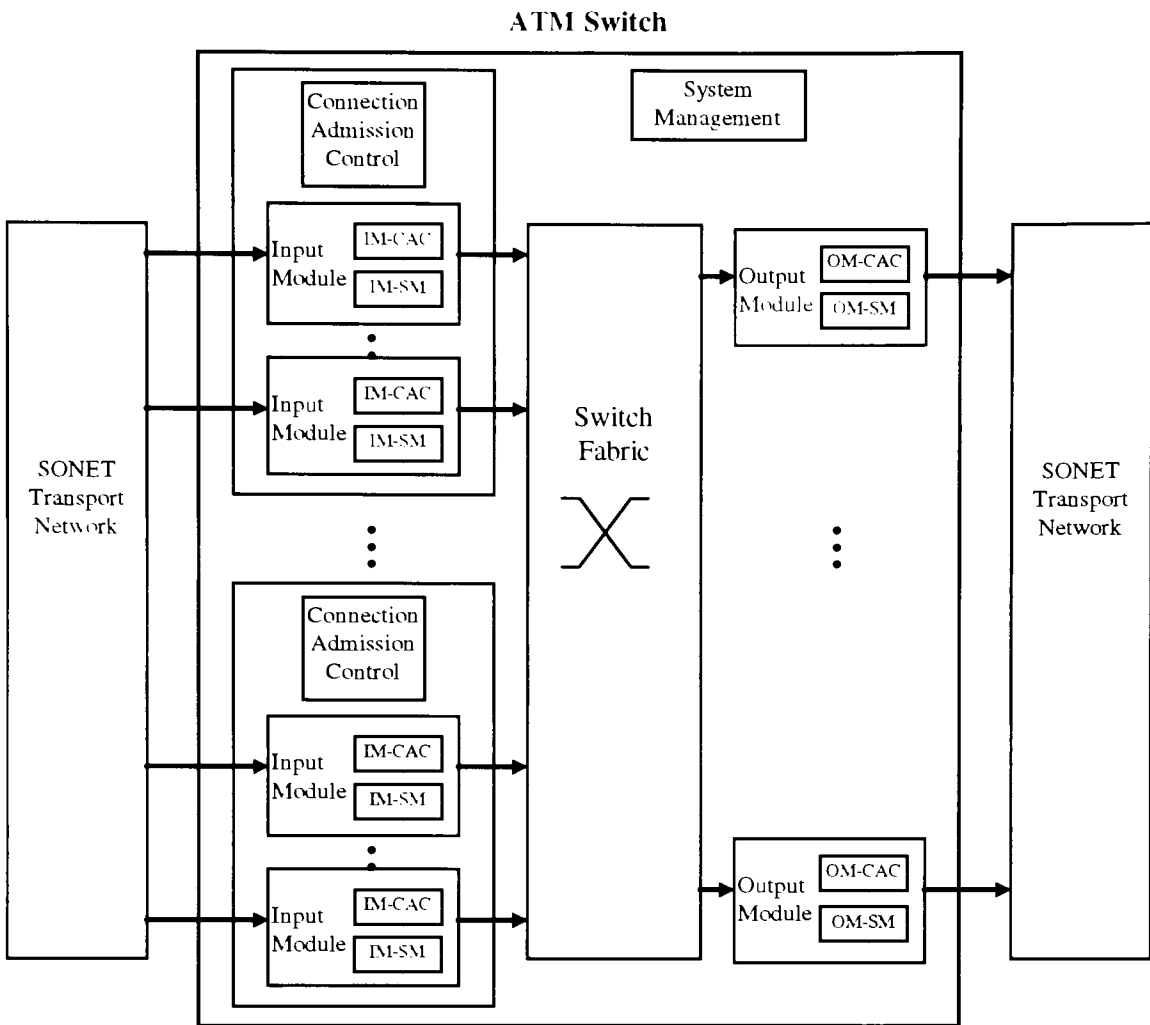 ATM Switch
System
Management
Connection
Admission
Control
Input
Module
IM-CAC
IM-SM
Input
Module
IM-CAC
IM-SM
Connection
Admission
Control
Input
Module
IM-CAC
IM-SM
Input
Module
IM-CAC
IM-SM
SONET
Transport
Network
Switch
Fabric
Output
Module
OM-CAC
OM-SM
Output
Module
OM-CAC
OM-SM
SONET
Transport
Network